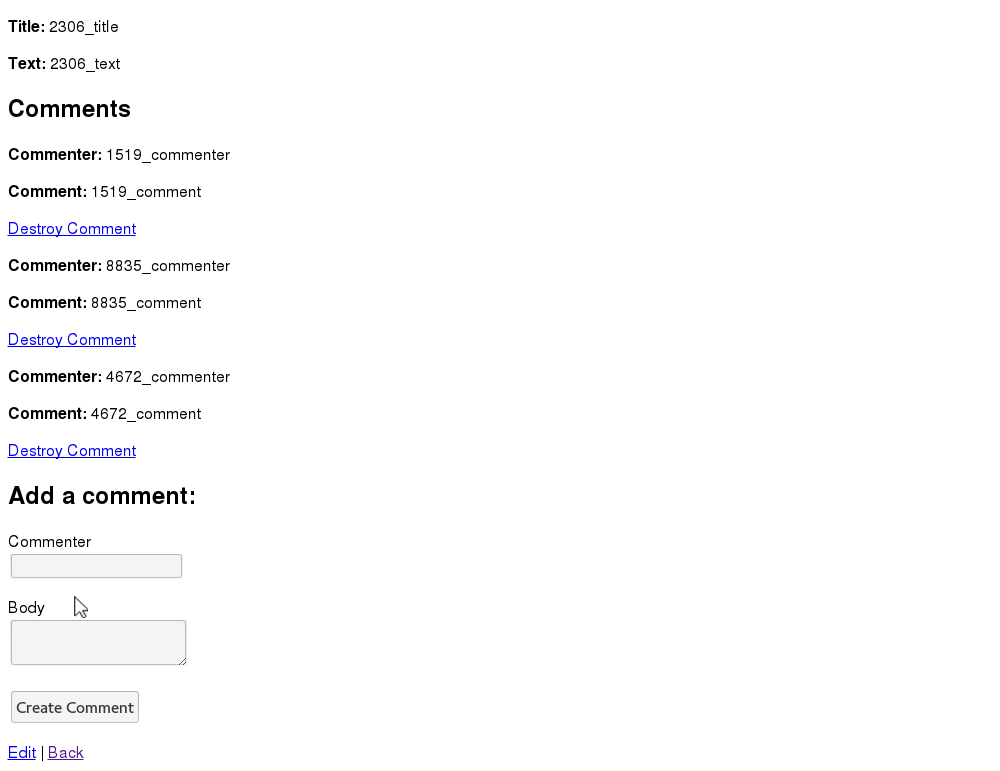 Title: 2306_title
Text: 2306_text
Comments
Commenter: 1519_commenter
Comment: 1519_comment
Destroy Comment
Commenter: 8835_commenter
Comment: 8835_comment
Destroy Comment
Commenter: 4672_commenter
Comment: 4672_comment
Destroy Comment
Add a comment:
Commenter
Body
Create Comment
Edit | Back